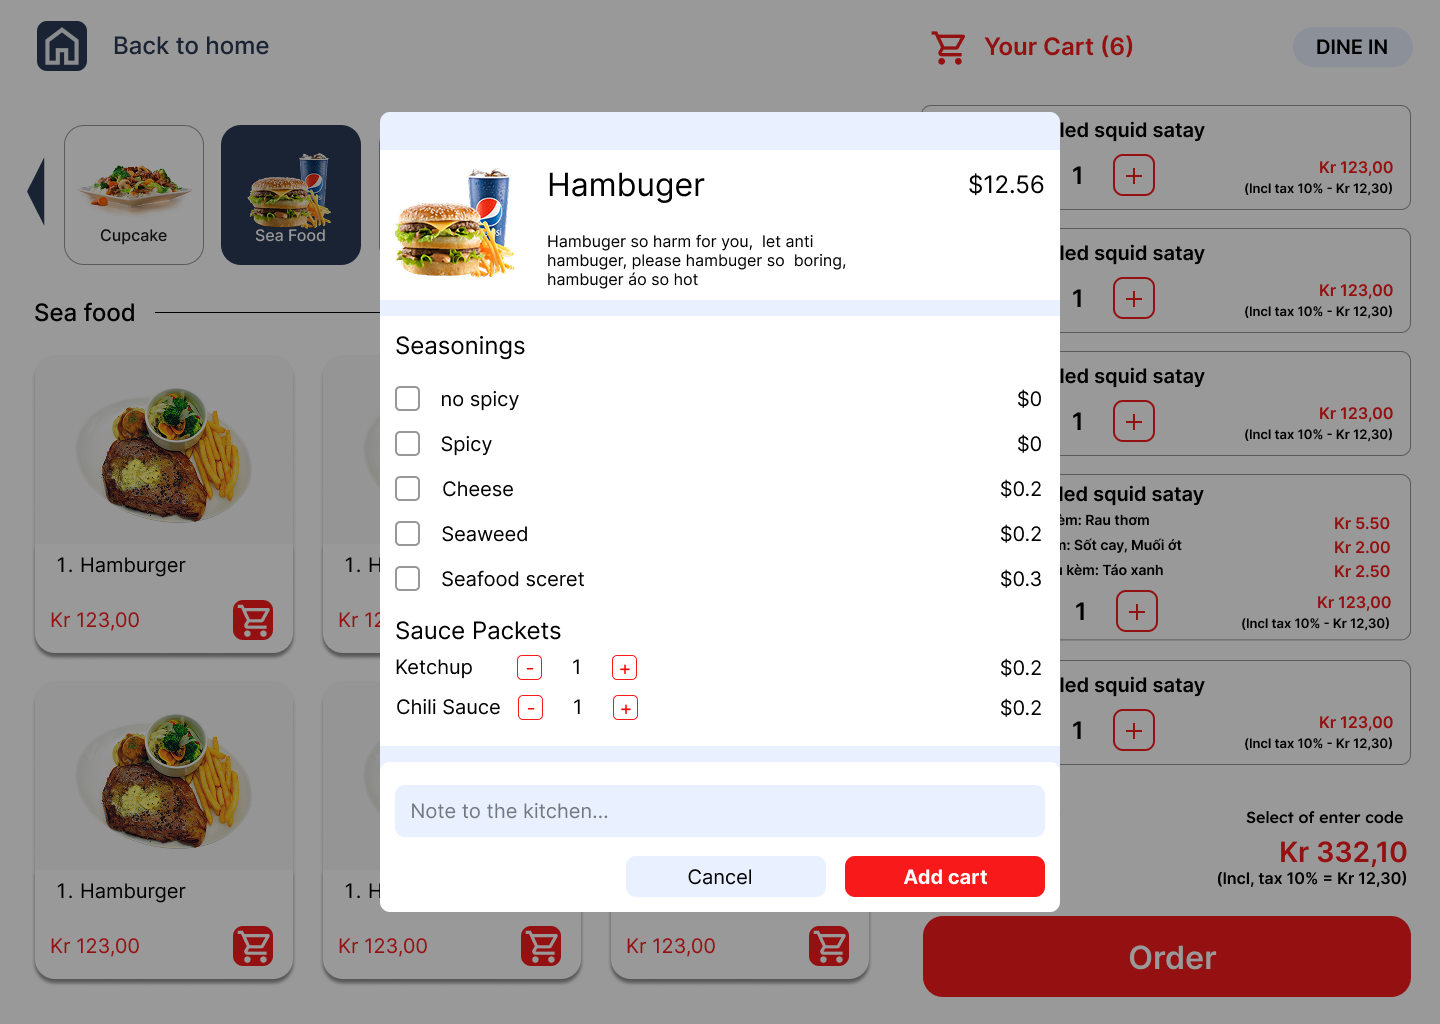 Back to home
Your Cart (6)
DINE IN
Cupcake
Sea Food
Sea food
1. Hamburger
Kr 123,00
1. H
Kr 12
1. Hamburger
Kr 123,00
1. H
Kr 123,00
Kr 123,00
Hambuger
$12.56
Hambuger so harm for you, let anti
hambuger, please hambuger so boring,
hambuger áo so hot
Seasonings
no spicy
$0
Spicy
$0
Cheese
$0.2
Seaweed
$0.2
Seafood sceret
$0.3
Sauce Packets
Ketchup - 1 +
$0.2
Chili Sauce - 1 +
$0.2
Note to the kitchen...
Cancel
Add cart
led squid satay
1 +
Kr 123,00
(Incl tax 10% - Kr 12,30)
led squid satay
1 +
Kr 123,00
(Incl tax 10% - Kr 12,30)
led squid satay
1 +
Kr 123,00
(Incl tax 10% - Kr 12,30)
led squid satay
èm: Rau thơm
Kr 5.50
n: Sốt cay, Muối ớt
Kr 2.00
kèm: Táo xanh
Kr 2.50
1 +
Kr 123,00
(Incl tax 10% - Kr 12,30)
led squid satay
1 +
Kr 123,00
(Incl tax 10% - Kr 12,30)
Select of enter code
Kr 332,10
(Incl, tax 10% = Kr 12,30)
Order